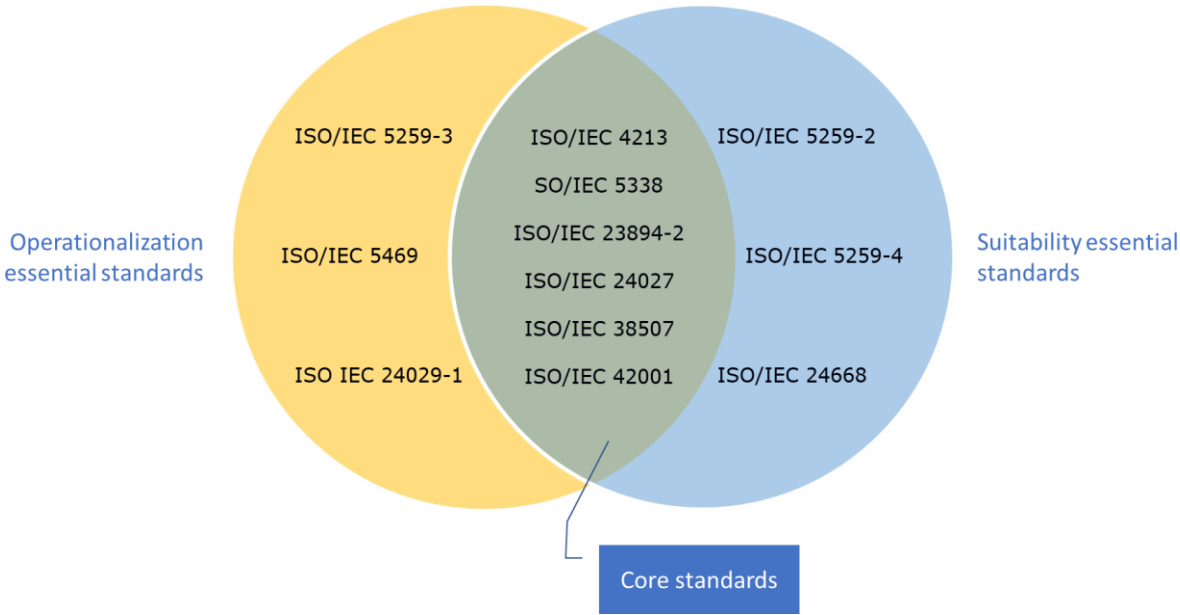 ISO/IEC 5259-3
ISO/IEC 4213
ISO/IEC 5259-2
SO/IEC 5338
ISO/IEC 23894-2
Operationalization
essential standards
ISO/IEC 5469
ISO/IEC 24027
ISO/IEC 5259-4
Suitability essential
standards
ISO/IEC 38507
ISO IEC 24029-1
ISO/IEC 42001
ISO/IEC 24668
Core standards